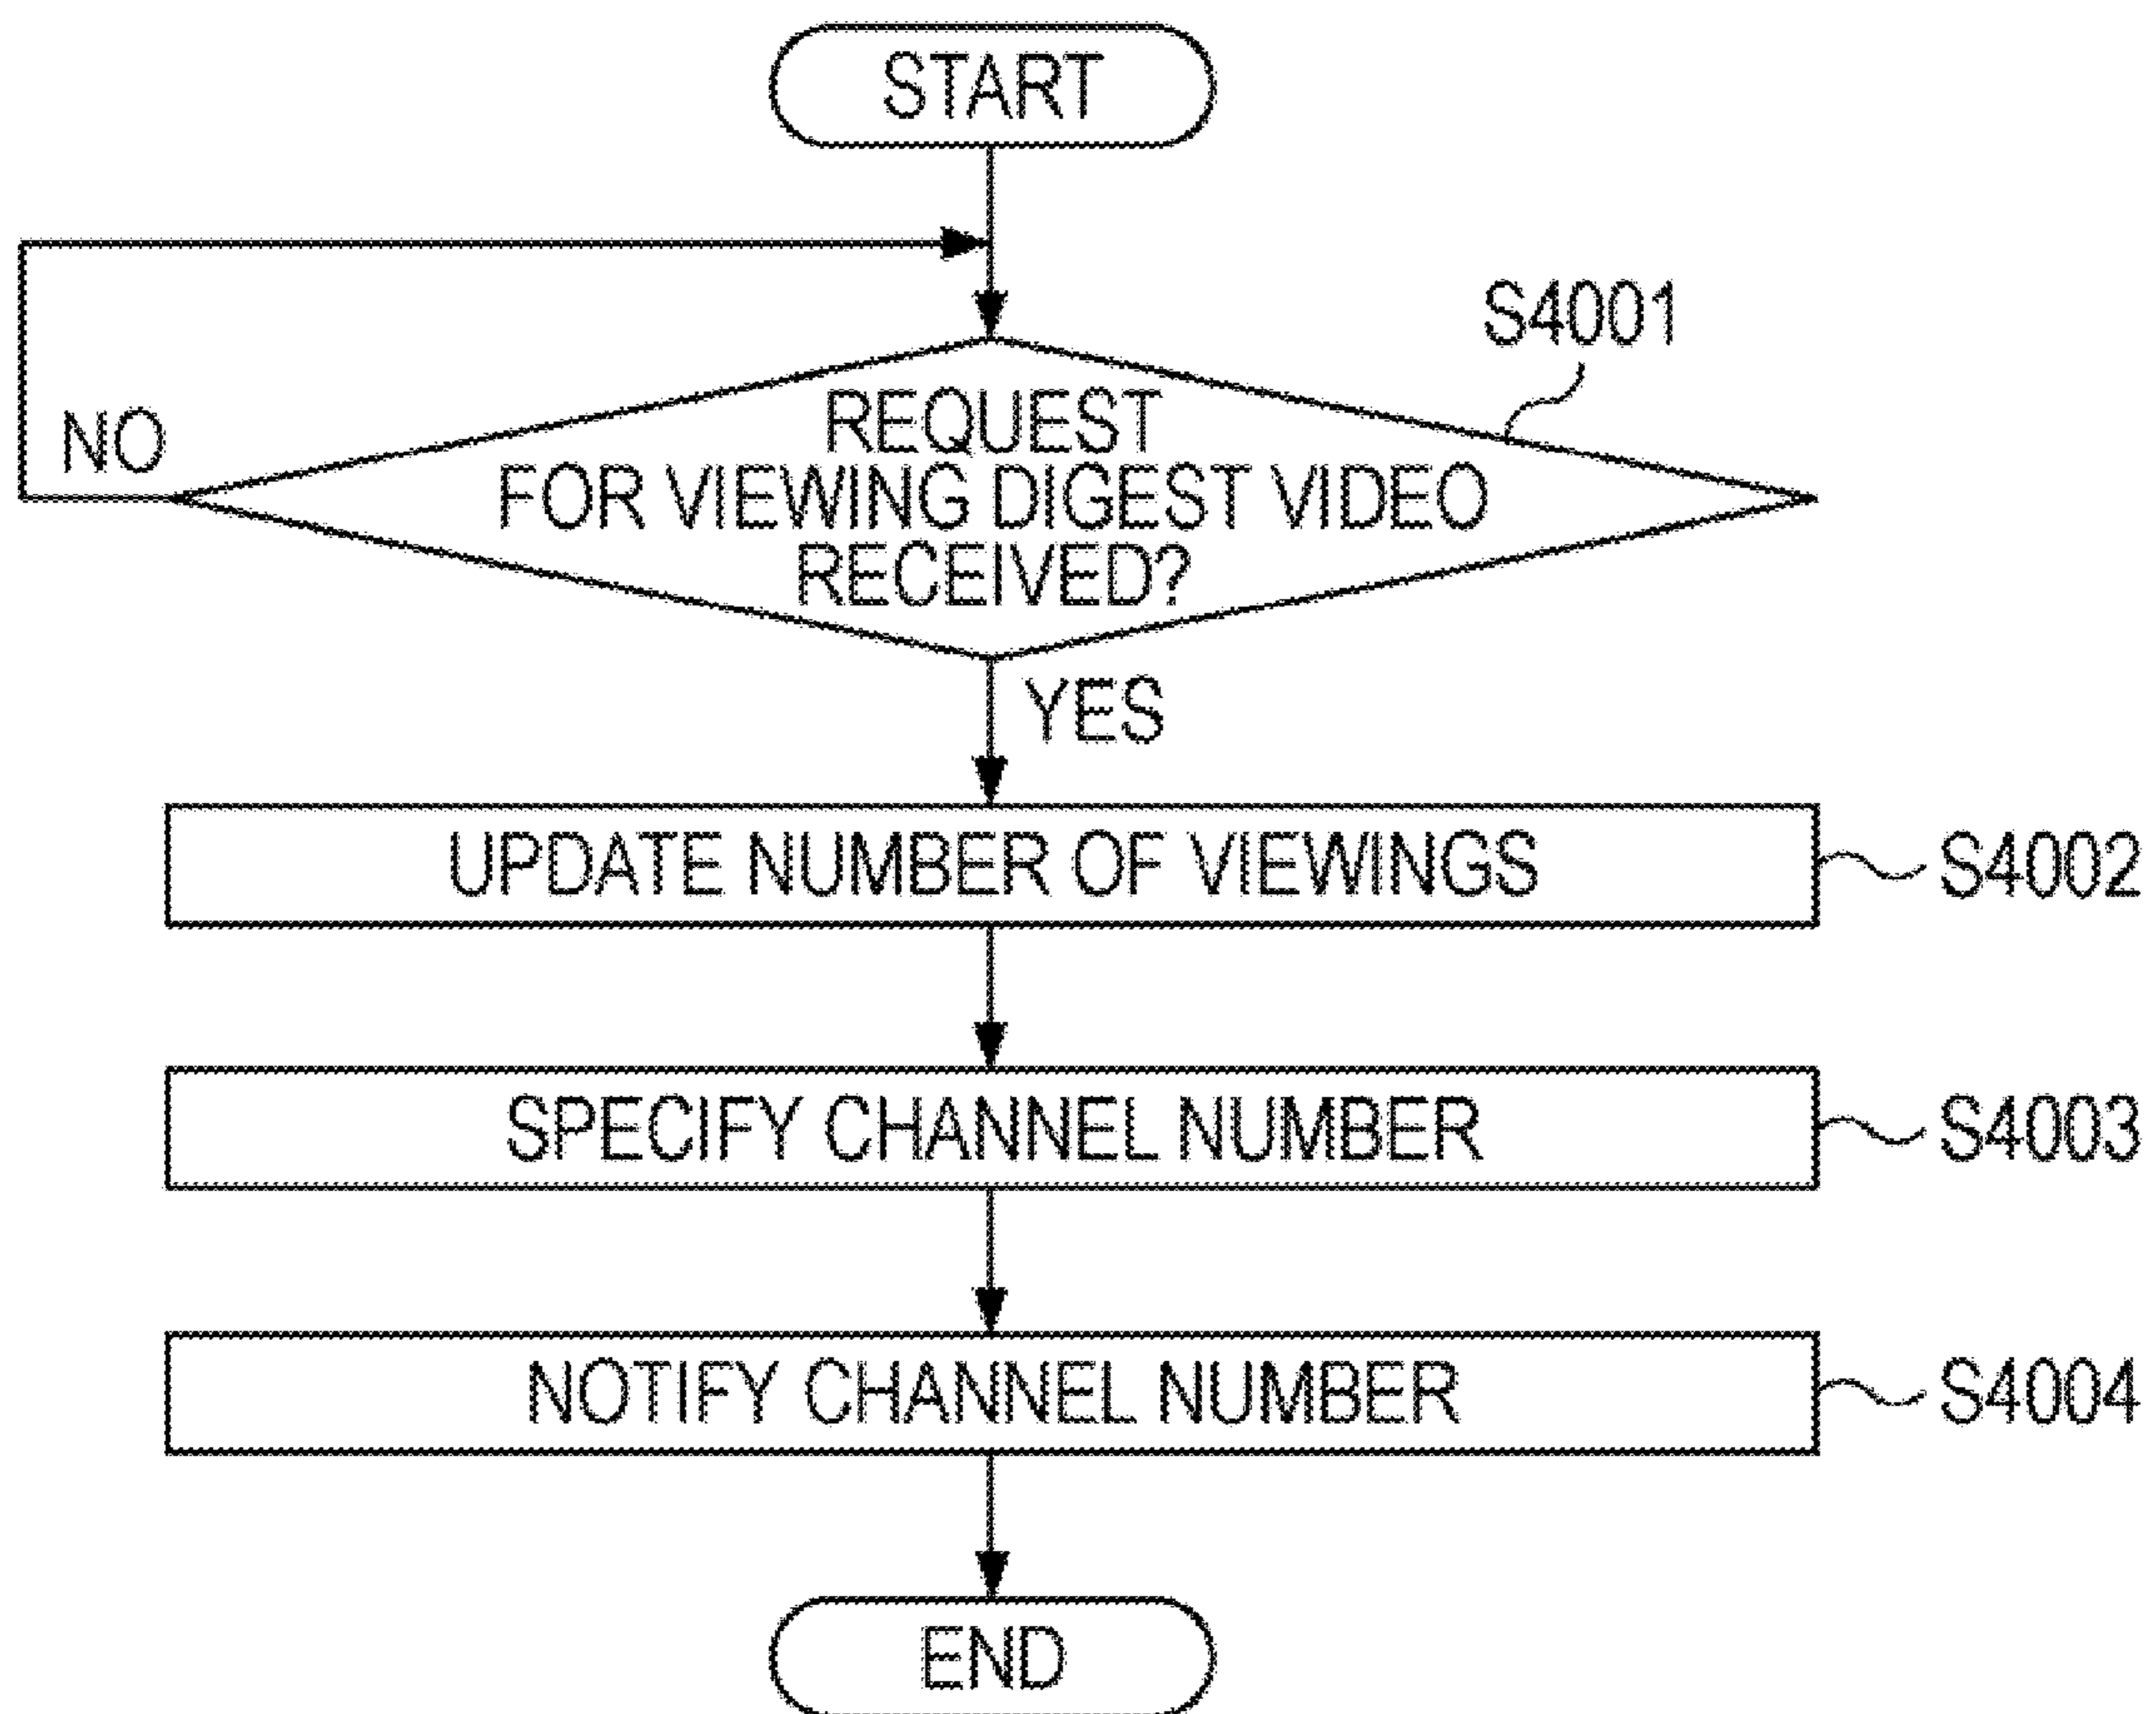 START
S4001
NO
REQUEST
FOR VIEWING DIGEST VIDEO
RECEIVED?
YES
UPDATE NUMBER OF VIEWINGS
S4002
SPECIFY CHANNEL NUMBER
S4003
NOTIFY CHANNEL NUMBER
S4004
END